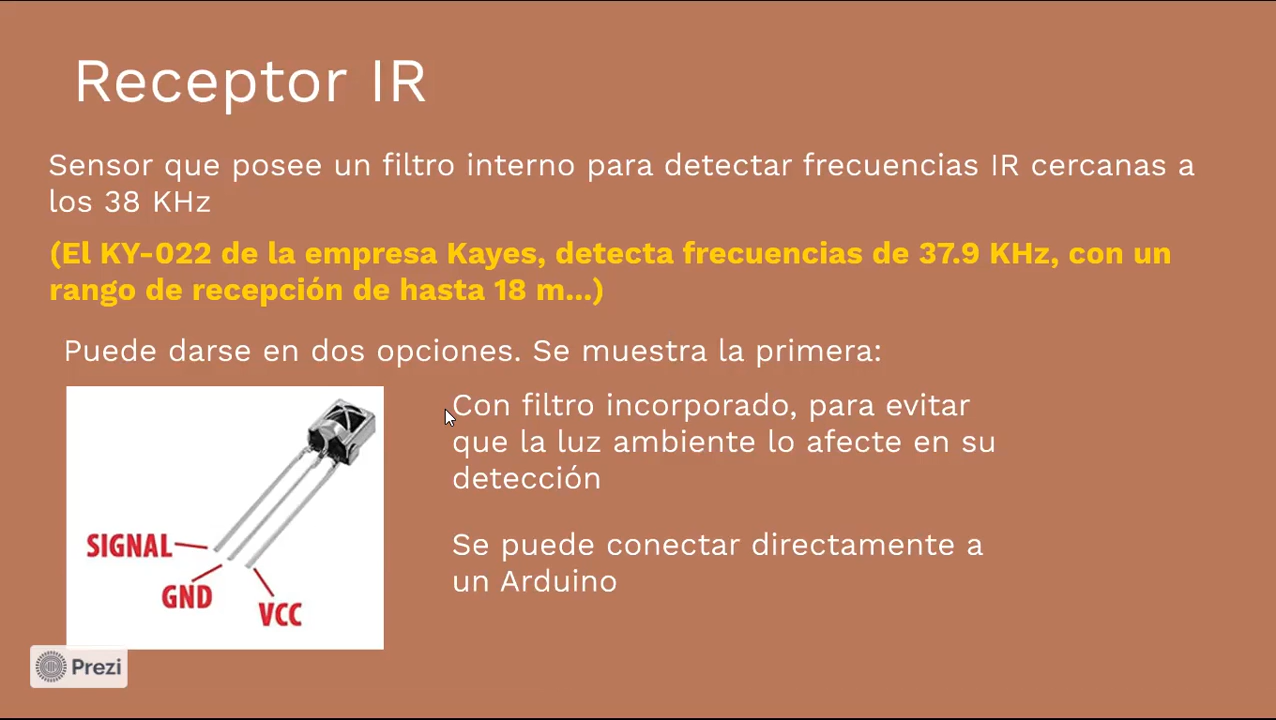 Receptor IR
Sensor que posee un filtro interno para detectar frecuencias IR cercanas a
los 38 KHz
(El KY-022 de la empresa Kayes, detecta frecuencias de 37.9 KHz, con un
rango de recepción de hasta 18 m...)
Puede darse en dos opciones. Se muestra la primera:
Con filtro incorporado, para evitar
que la luz ambiente lo afecte en su
detección
Se puede conectar directamente a
un Arduino
SIGNAL
GND
VCC
Prezi